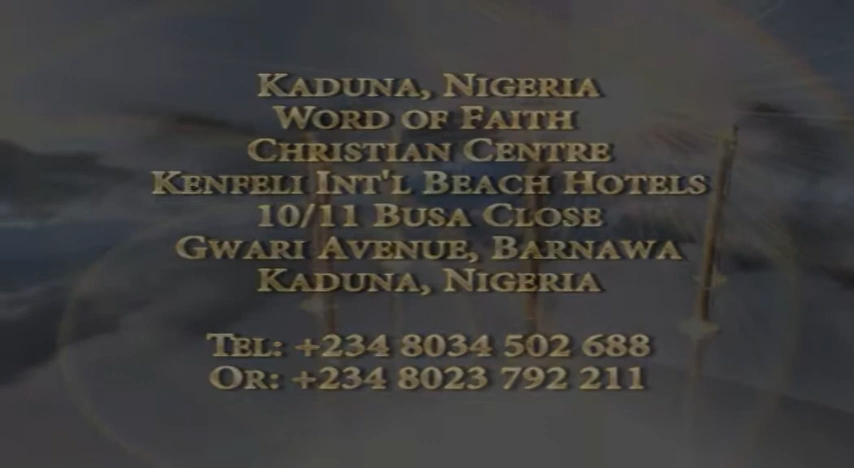 Kaduna, Nigeria
Word of Faith
Christian Centre
Kenfeli Int'l Beach Hotels
10/11 Busa Close
Gwari Avenue, Barnawa
Kaduna, Nigeria
Tel: +234 8034 502 688
Or: +234 8023 792 211